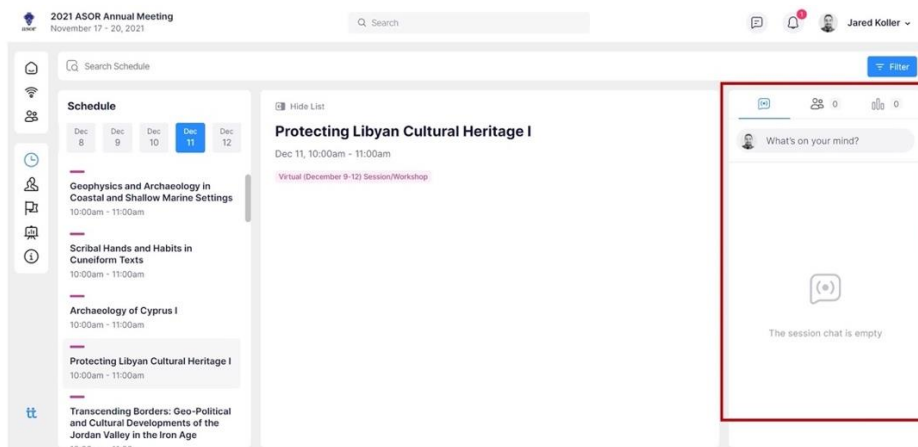 asor
2021 ASOR Annual Meeting
November 17 - 20, 2021
Search
1
Jared Koller
Search Schedule
Filter
Schedule
Dec 8
Dec 9
Dec 10
Dec 11
Dec 12
Geophysics and Archaeology in
Coastal and Shallow Marine Settings
10:00am - 11:00am
Scribal Hands and Habits in
Cuneiform Texts
10:00am - 11:00am
Archaeology of Cyprus I
10:00am - 11:00am
Protecting Libyan Cultural Heritage I
10:00am - 11:00am
Transcending Borders: Geo-Political
and Cultural Developments of the
Jordan Valley in the Iron Age
tt
Hide List
Protecting Libyan Cultural Heritage I
Dec 11, 10:00am - 11:00am
Virtual (December 9-12) Session/Workshop
0
0
What's on your mind?
The session chat is empty